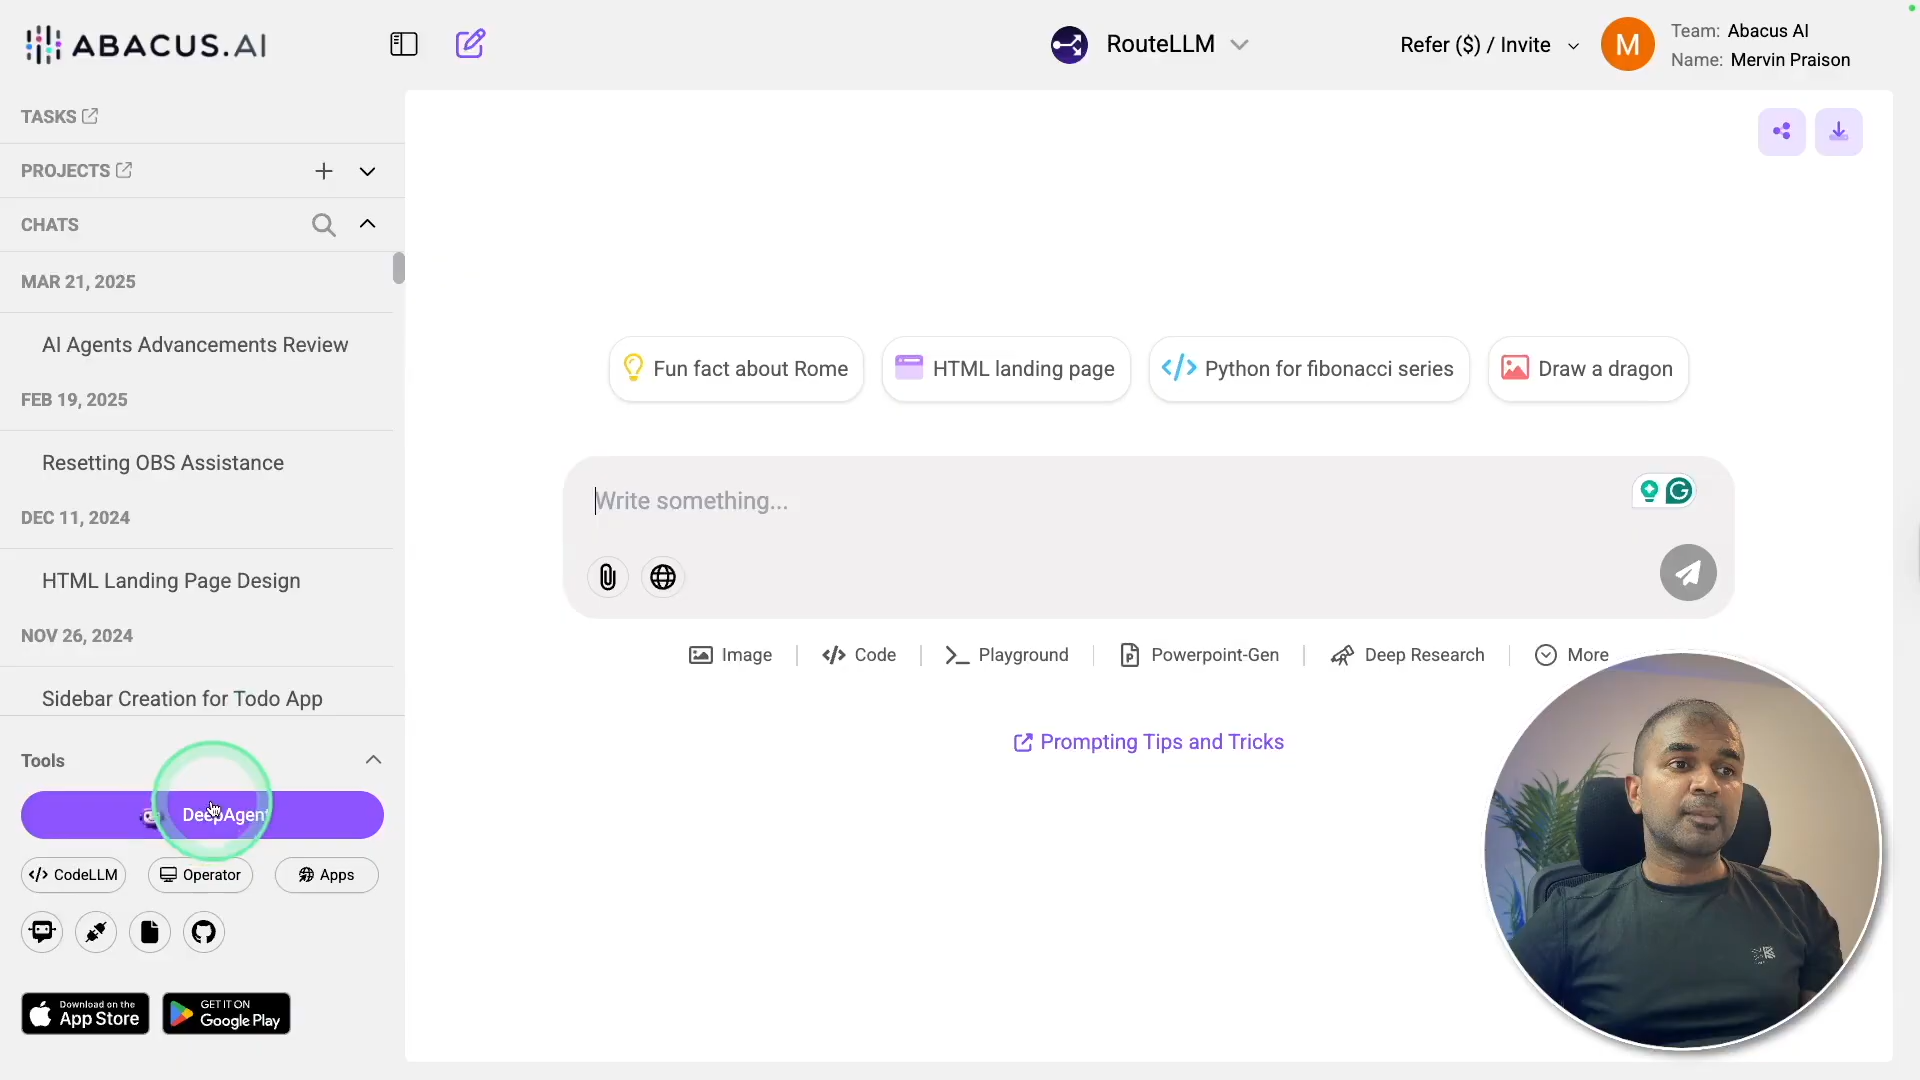 ABACUS.AI
RouteLLM
Refer ($) / Invite
M
Team: Abacus AI
Name: Mervin Praison
TASKS
PROJECTS
CHATS
MAR 21, 2025
AI Agents Advancements Review
FEB 19, 2025
Resetting OBS Assistance
DEC 11, 2024
HTML Landing Page Design
NOV 26, 2024
Sidebar Creation for Todo App
Tools
DeepAgent
</> CodeLLM
Operator
Apps
Download on the
App Store
GET IT ON
Google Play
Fun fact about Rome
HTML landing page
</> Python for fibonacci series
Draw a dragon
Write something...
Image
</> Code
Playground
Powerpoint-Gen
Deep Research
More
Prompting Tips and Tricks